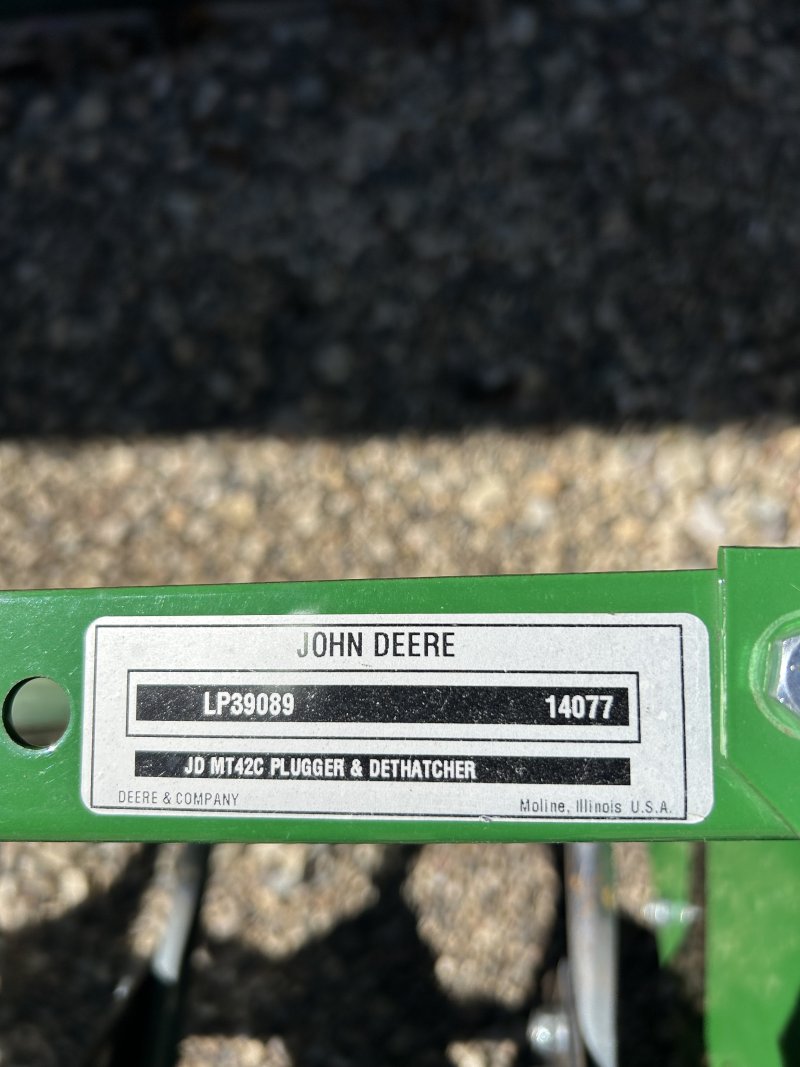 JOHN DEERE
LP39089 14077
JD MT42C PLUGGER & DETHATCHER
DEERE & COMPANY Moline, Illinois U.S.A.